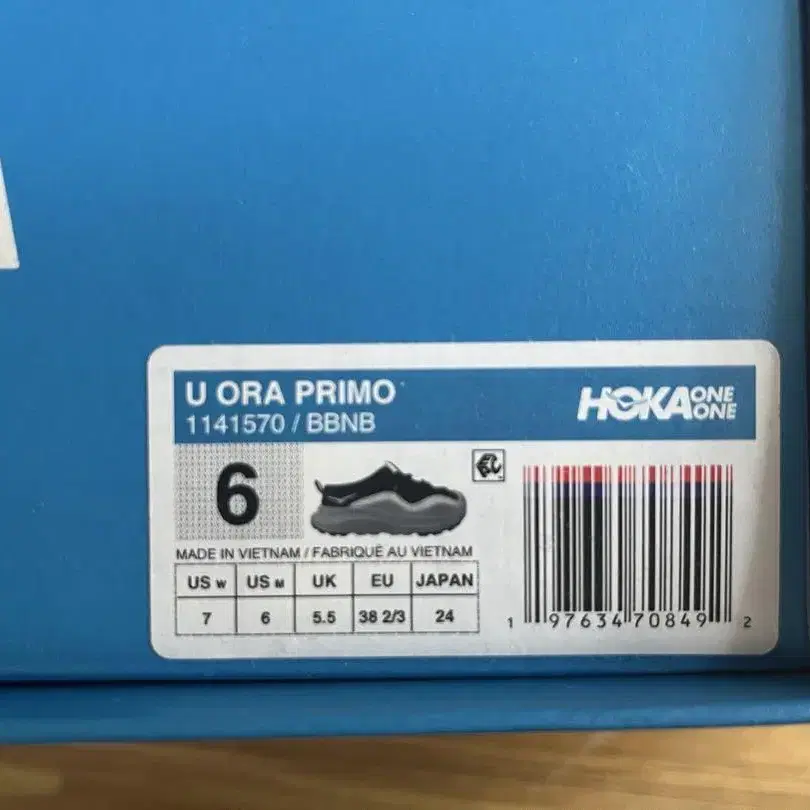 U ORA PRIMO
1141570 / BBNB
HOKA ONE ONE
6
MADE IN VIETNAM / FABRIQUÉ AU VIETNAM
US W US M UK EU JAPAN
7 6 5.5 38 2/3 24
1 97634 70849 2